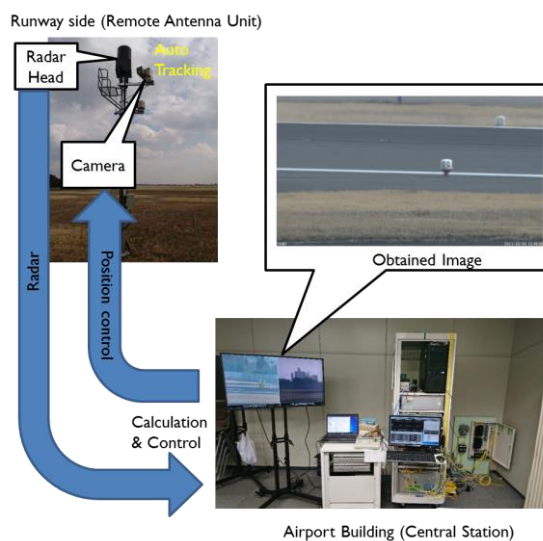 Runway side (Remote Antenna Unit)
Radar
Head
Auto
Tracking
Camera
Radar
Position control
Obtained Image
Calculation
& Control
Airport Building (Central Station)